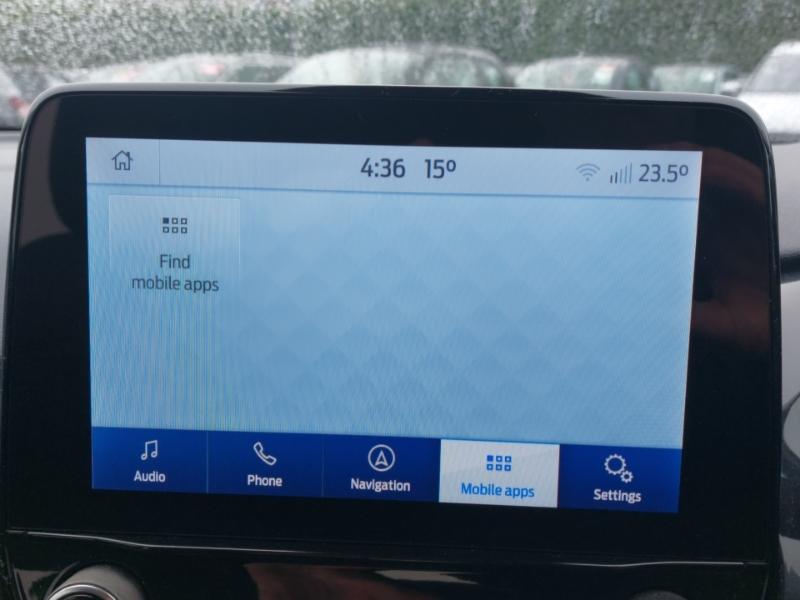 4:36 15º 23.5º
Find
mobile apps
Audio Phone Navigation Mobile apps Settings